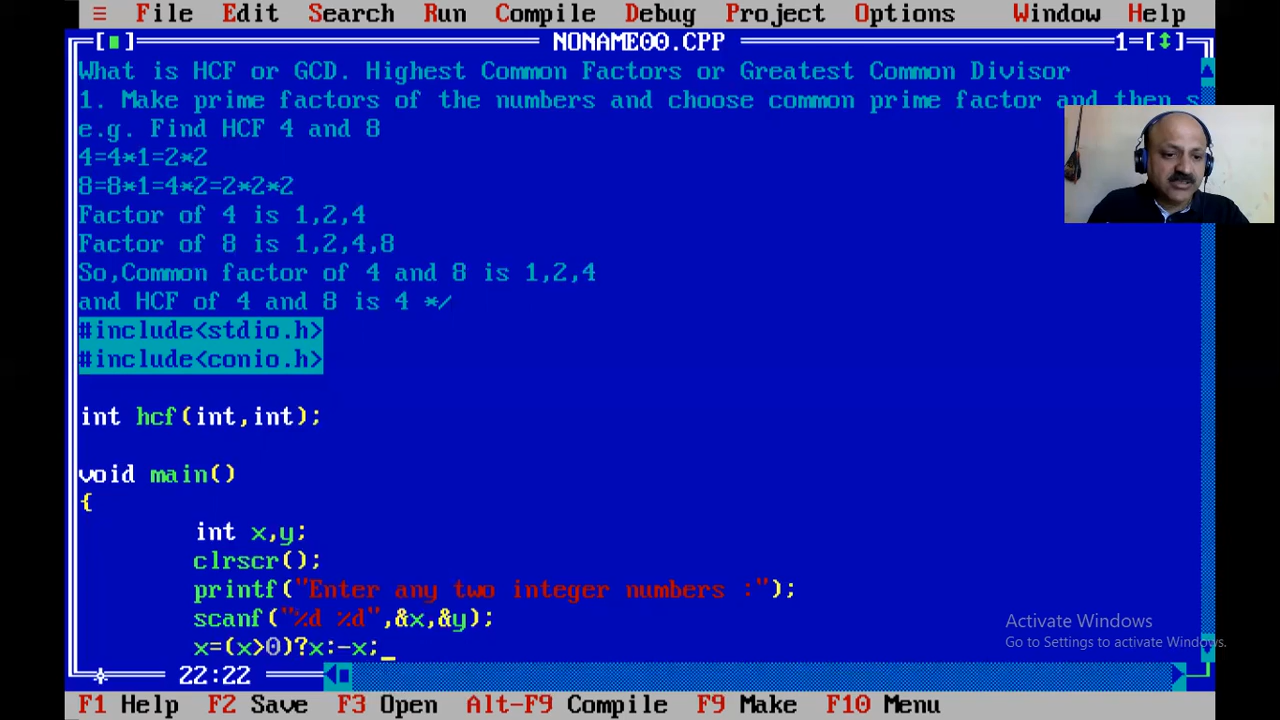 ≡ File Edit Search Run Compile Debug Project Options Window Help
[■] NONAME00.CPP 1=[↕]
What is HCF or GCD. Highest Common Factors or Greatest Common Divisor
1. Make prime factors of the numbers and choose common prime factor and then s
e.g. Find HCF 4 and 8
4=4*1=2*2
8=8*1=4*2=2*2*2
Factor of 4 is 1,2,4
Factor of 8 is 1,2,4,8
So,Common factor of 4 and 8 is 1,2,4
and HCF of 4 and 8 is 4 */
#include<stdio.h>
#include<conio.h>
int hcf(int,int);
void main()
{
int x,y;
clrscr();
printf("Enter any two integer numbers :");
scanf("%d %d",&x,&y);
x=(x>0)?x:-x;_
22:22
Activate Windows
Go to Settings to activate Windows.
F1 Help F2 Save F3 Open Alt-F9 Compile F9 Make F10 Menu